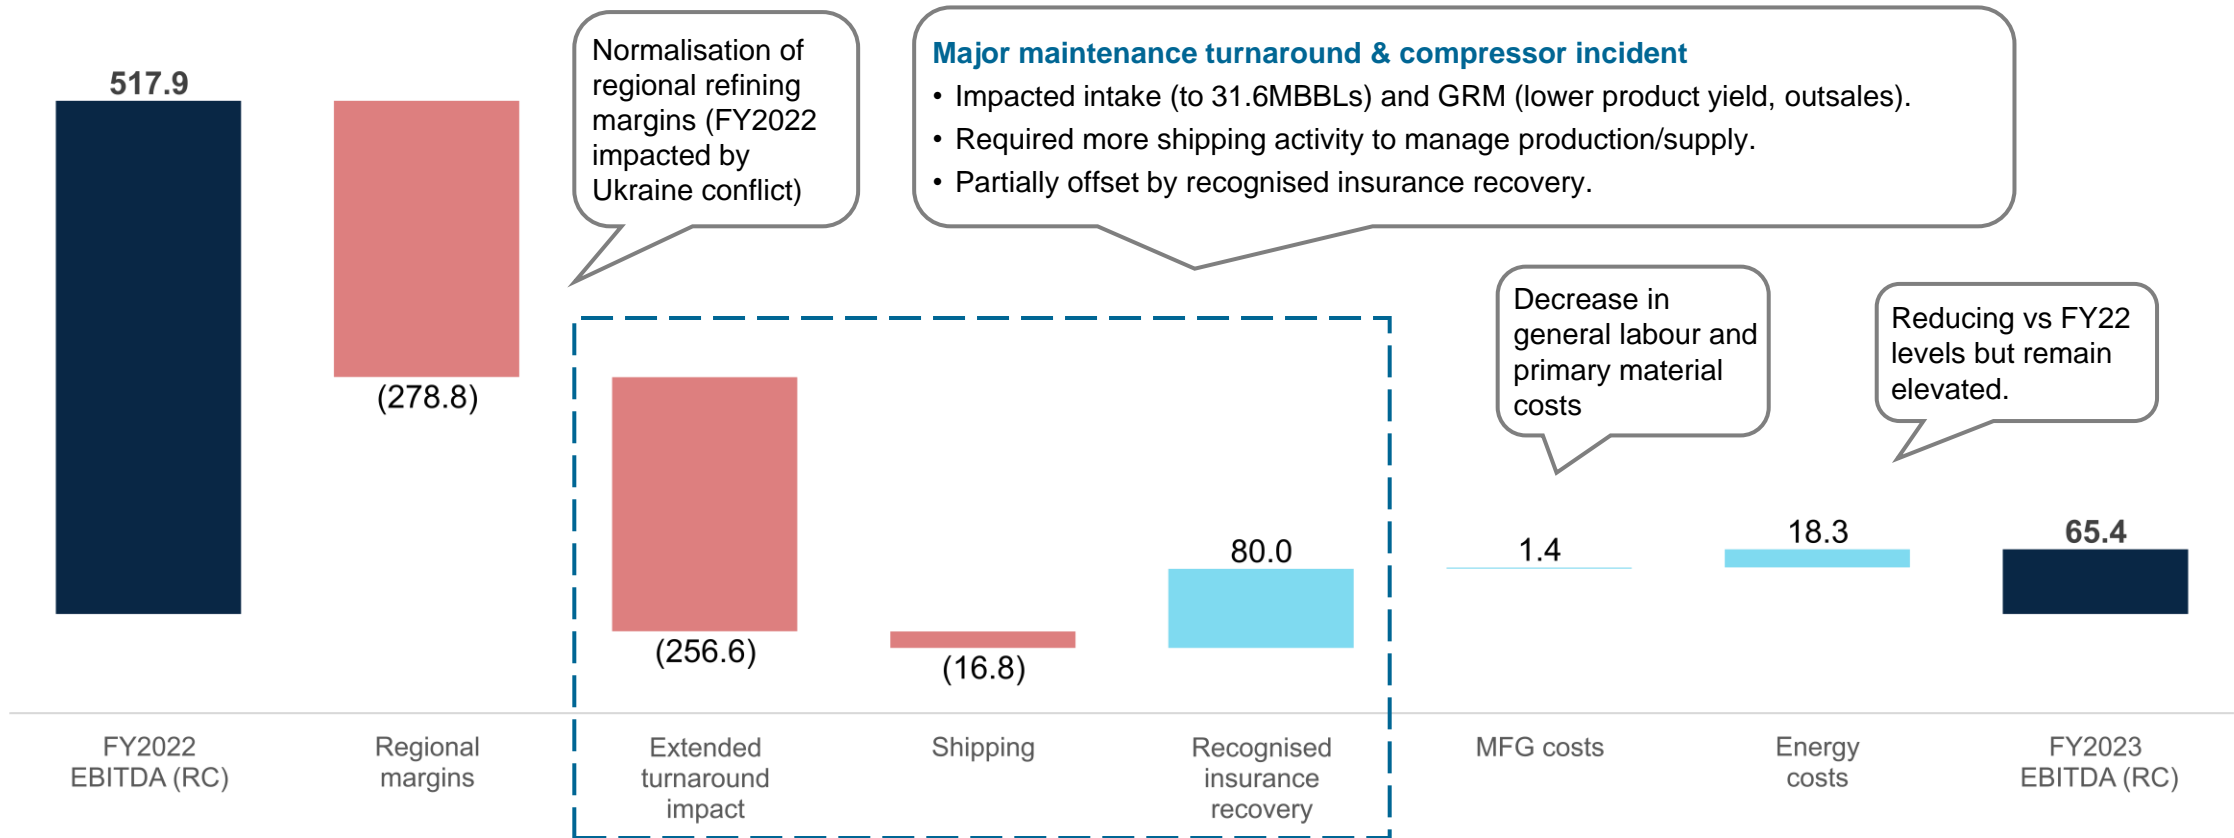 Normalisation of
regional refining
margins (FY2022
impacted by
Ukraine conflict)
Major maintenance turnaround & compressor incident
• Impacted intake (to 31.6MBBLs) and GRM (lower product yield, outsales).
• Required more shipping activity to manage production/supply.
• Partially offset by recognised insurance recovery.
Decrease in
general labour and
primary material
costs
Reducing vs FY22
levels but remain
elevated.
517.9
(278.8)
(256.6)
(16.8)
80.0
1.4
18.3
65.4
FY2022
EBITDA (RC)
Regional
margins
Extended
turnaround
impact
Shipping
Recognised
insurance
recovery
MFG costs
Energy
costs
FY2023
EBITDA (RC)